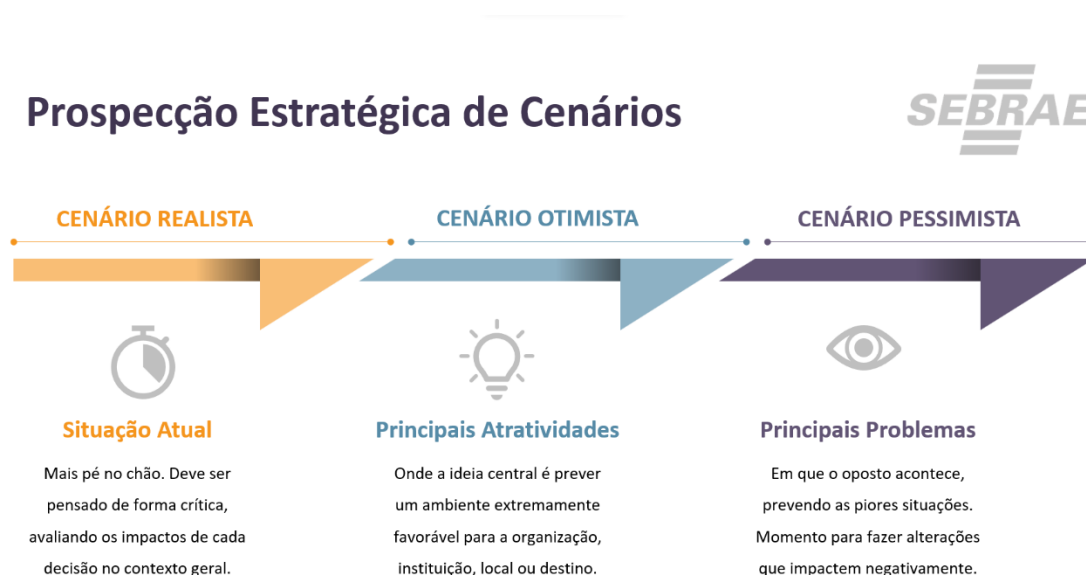 Prospecção Estratégica de Cenários
SEBRAE
CENÁRIO REALISTA
CENÁRIO OTIMISTA
CENÁRIO PESSIMISTA
Situação Atual
Mais pé no chão. Deve ser
pensado de forma crítica,
avaliando os impactos de cada
decisão no contexto geral.
Principais Atratividades
Onde a ideia central é prever
um ambiente extremamente
favorável para a organização,
instituição, local ou destino.
Principais Problemas
Em que o oposto acontece,
prevendo as piores situações.
Momento para fazer alterações
que impactem negativamente.